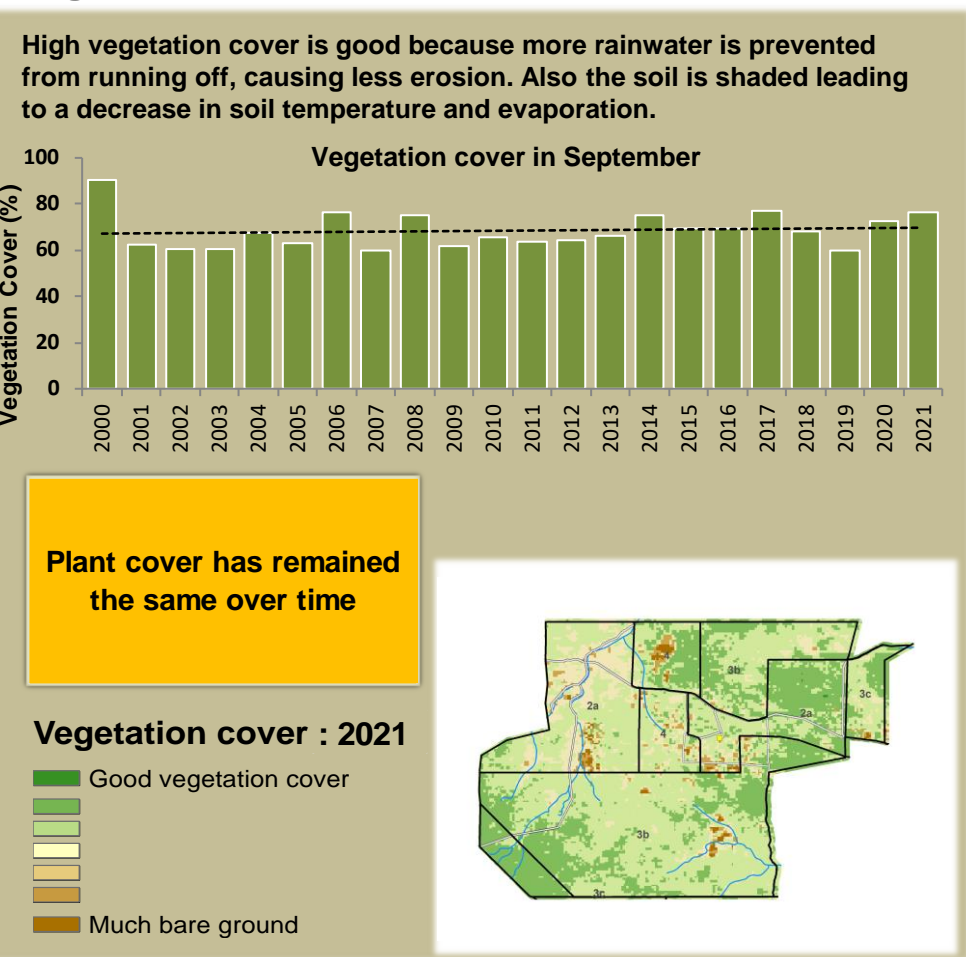 High vegetation cover is good because more rainwater is prevented
from running off, causing less erosion. Also the soil is shaded leading
to a decrease in soil temperature and evaporation.
Vegetation cover in September
Vegetation Cover (%)
100
80
60
40
20
0
2000
2001
2002
2003
2004
2005
2006
2007
2008
2009
2010
2011
2012
2013
2014
2015
2016
2017
2018
2019
2020
2021
Plant cover has remained
the same over time
Vegetation cover : 2021
Good vegetation cover
Much bare ground
4
3b
3c
2a
2a
4
3b
3c